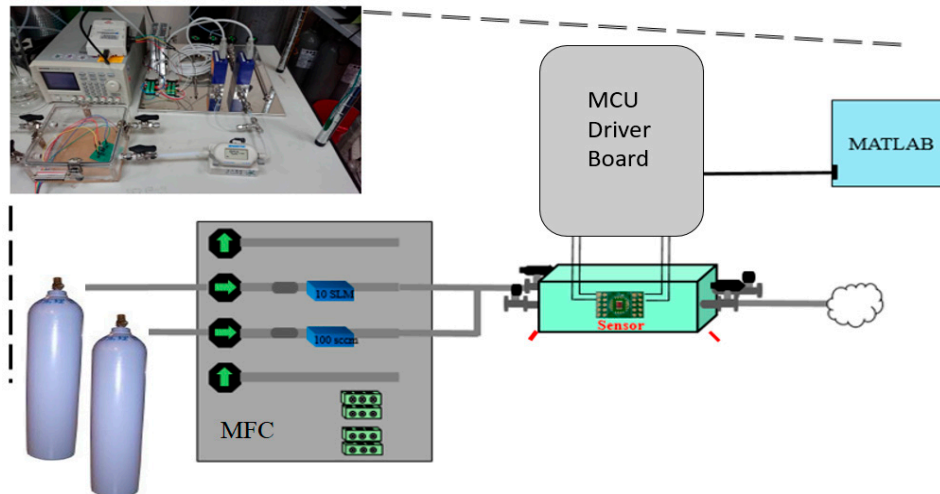 MCU
Driver
Board
MATLAB
10 SLM
100 sccm
Sensor
MFC